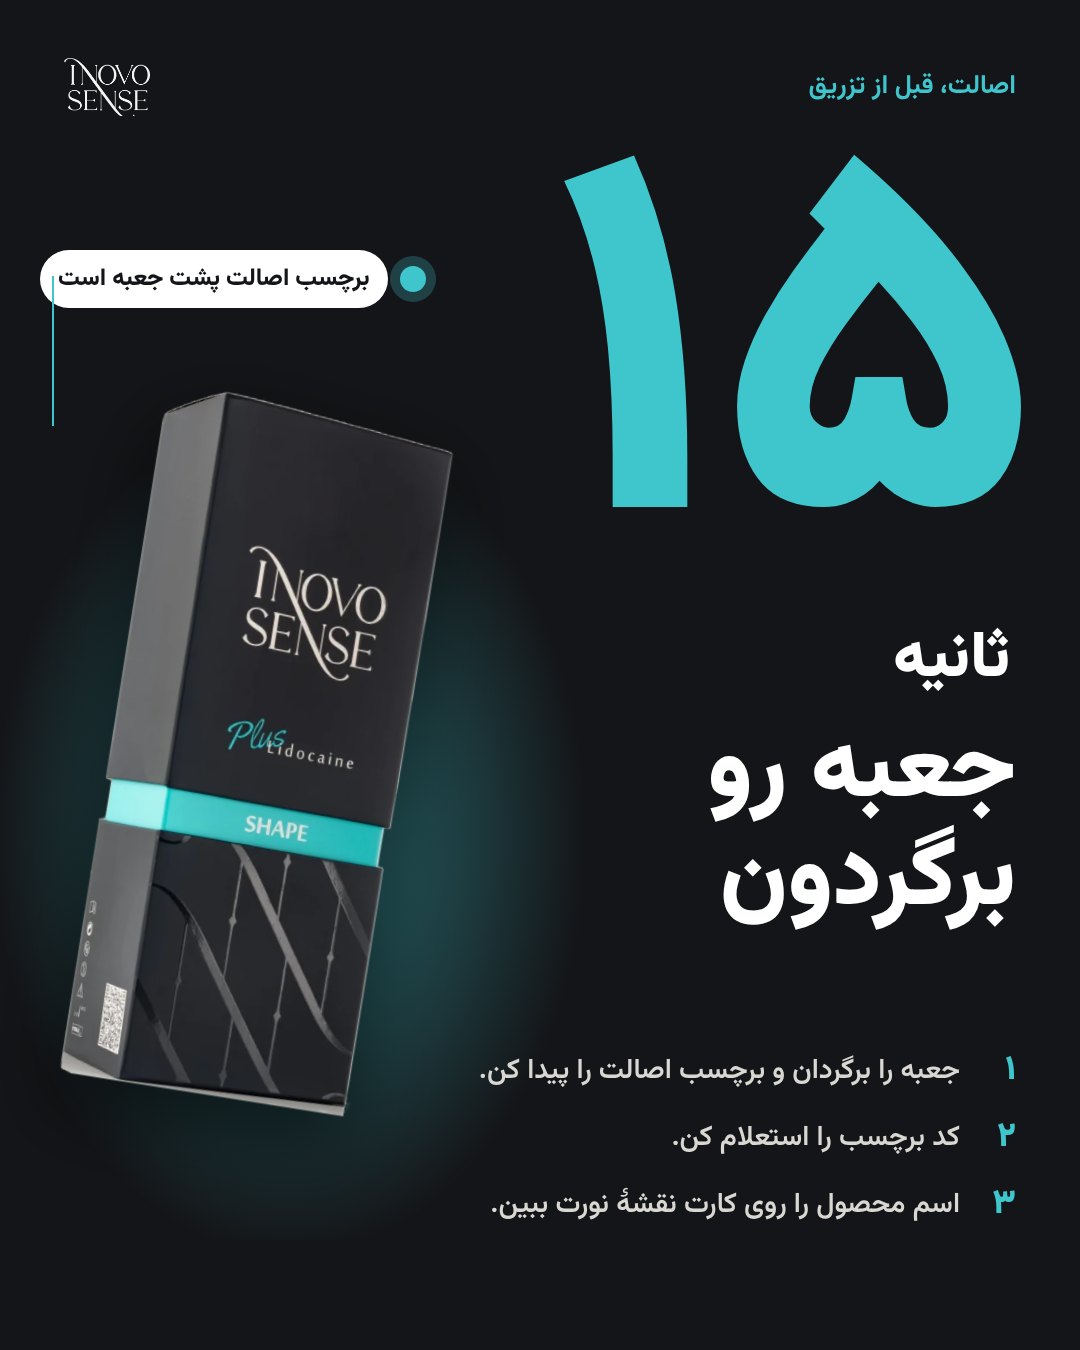 INOVO
SENSE
اصالت، قبل از تزریق
۱۵
برچسب اصالت پشت جعبه است
ثانیه
جعبه رو
برگردون
INOVO
SENSE
Plus
Lidocaine
SHAPE
۱ جعبه را برگردان و برچسب اصالت را پیدا کن.
۲ کد برچسب را استعلام کن.
۳ اسم محصول را روی کارت نقشهٔ نورت ببین.